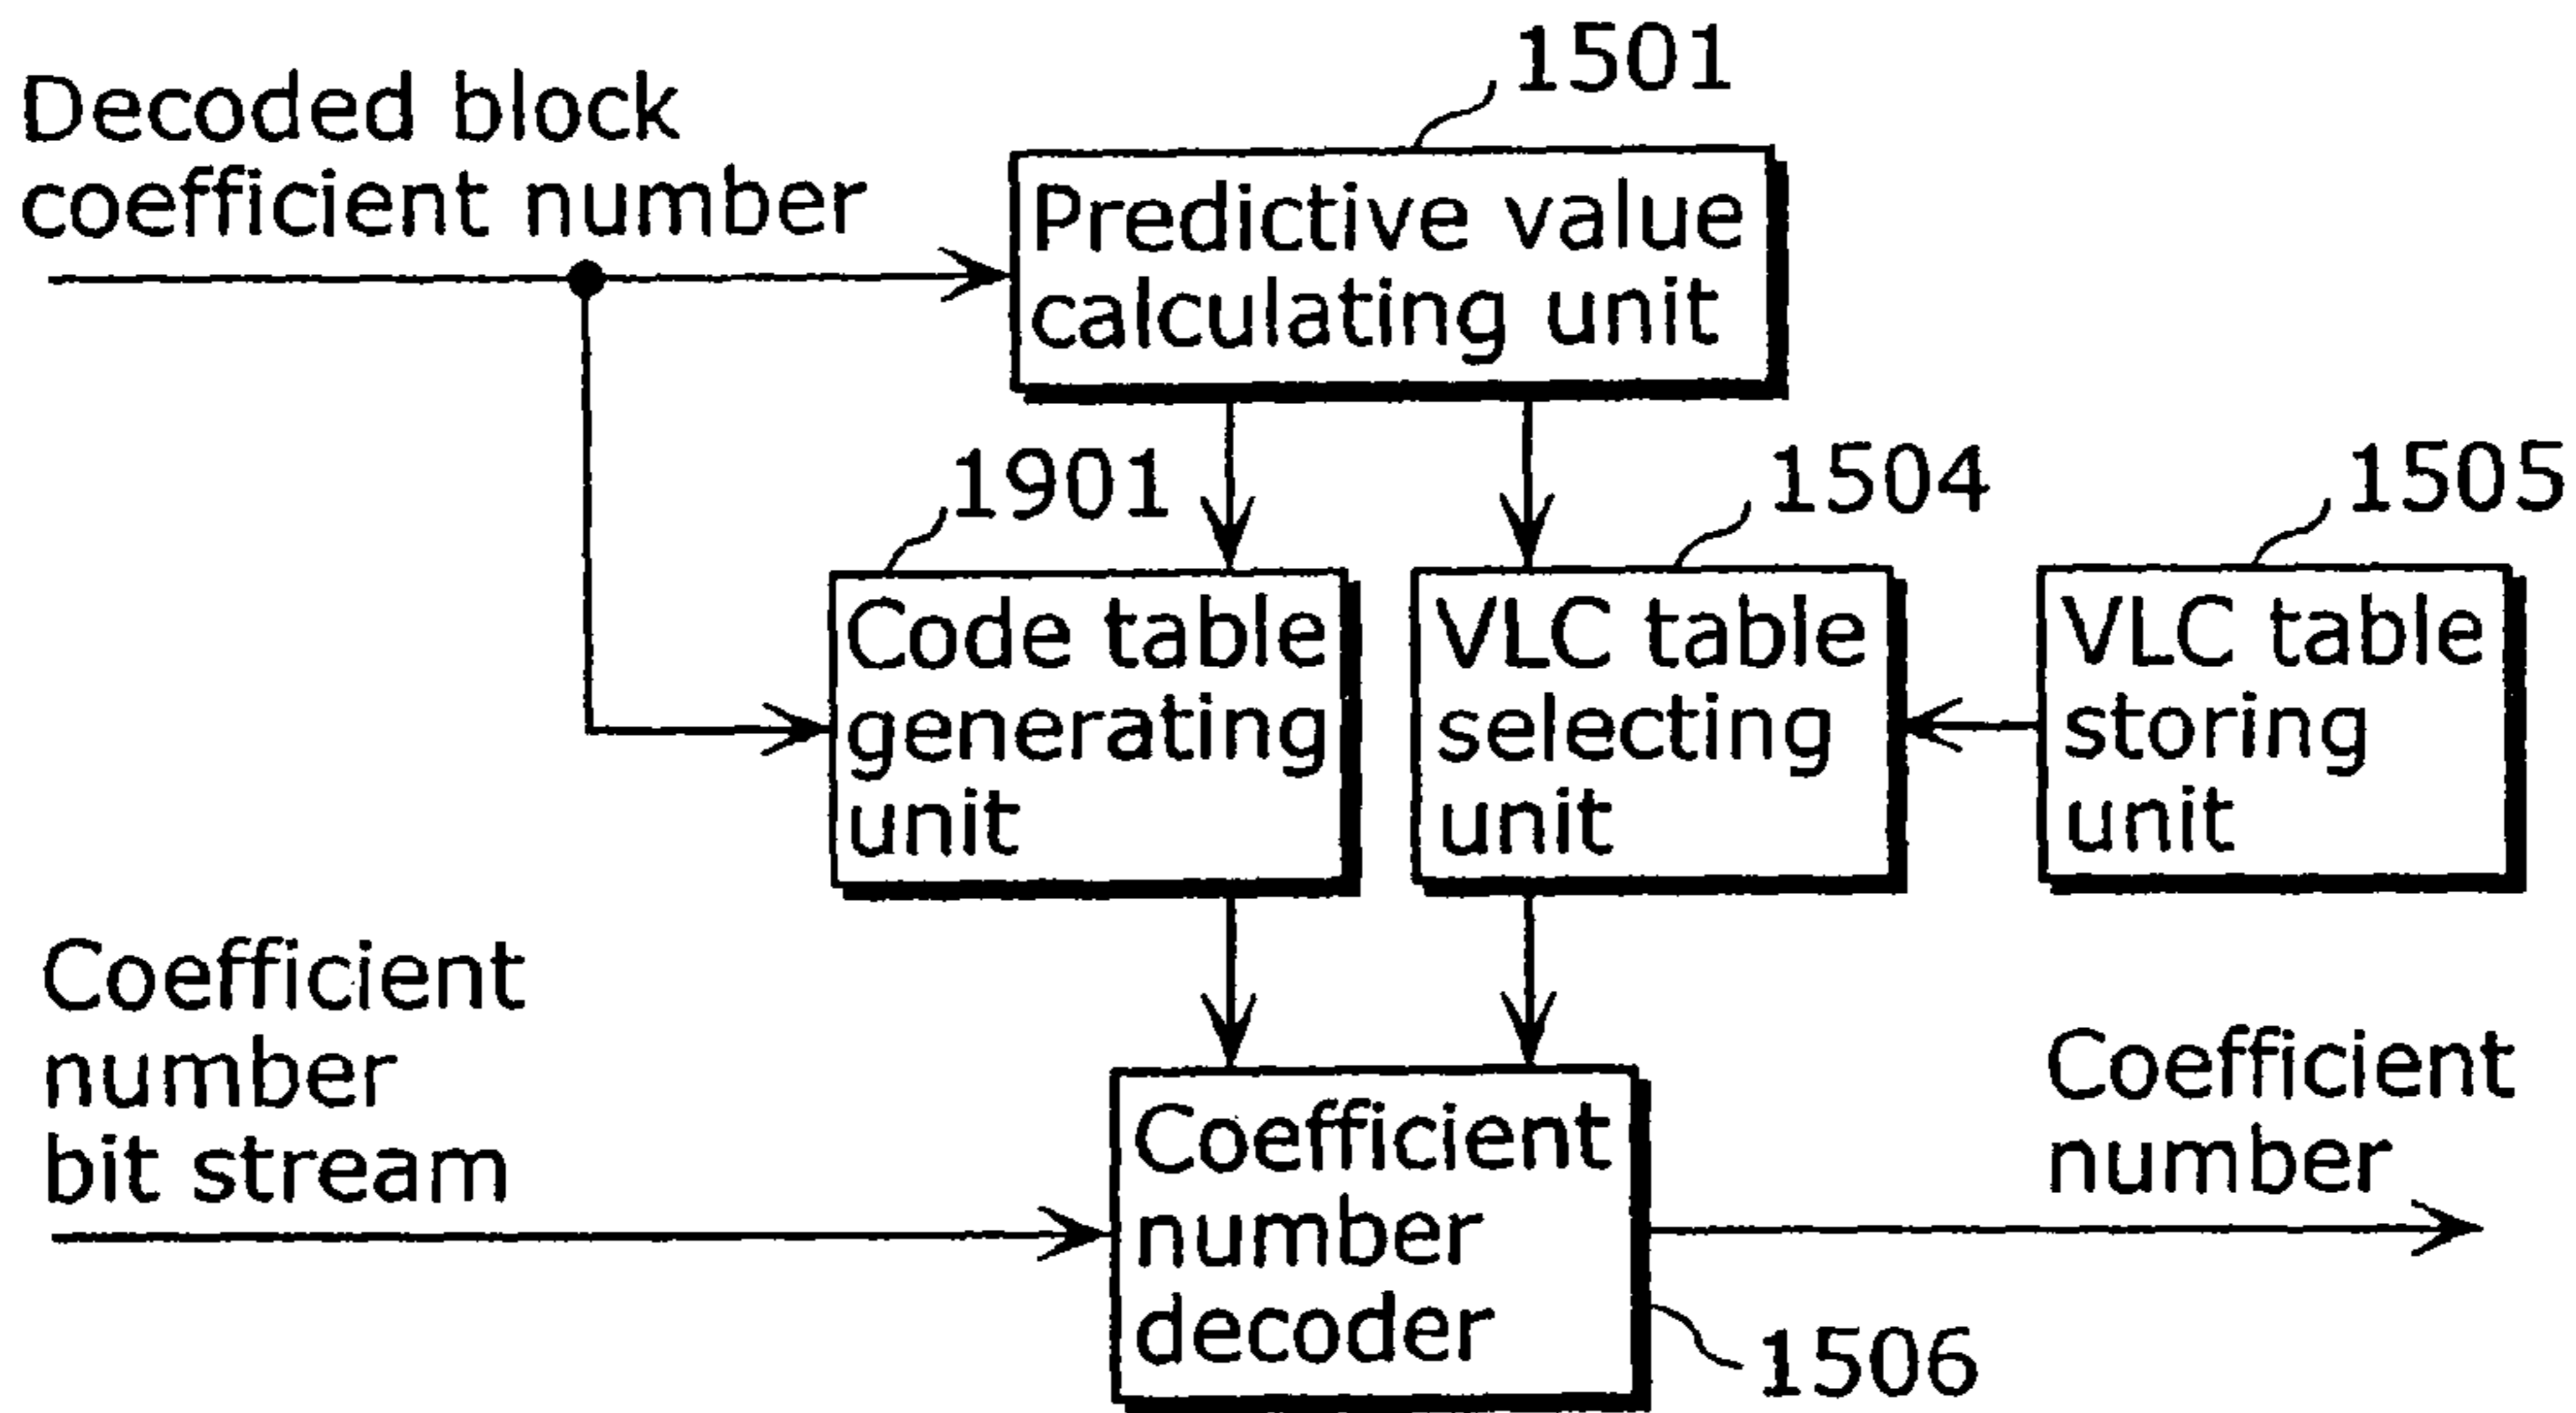 1501
Decoded block
coefficient number
Predictive value
calculating unit
1901
1504
1505
Code table
generating
unit
VLC table
selecting
unit
VLC table
storing
unit
Coefficient
number
bit stream
Coefficient
number
decoder
Coefficient
number
1506